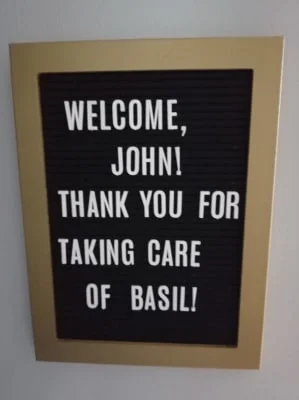 WELCOME,
JOHN!
THANK YOU FOR
TAKING CARE
OF BASIL!